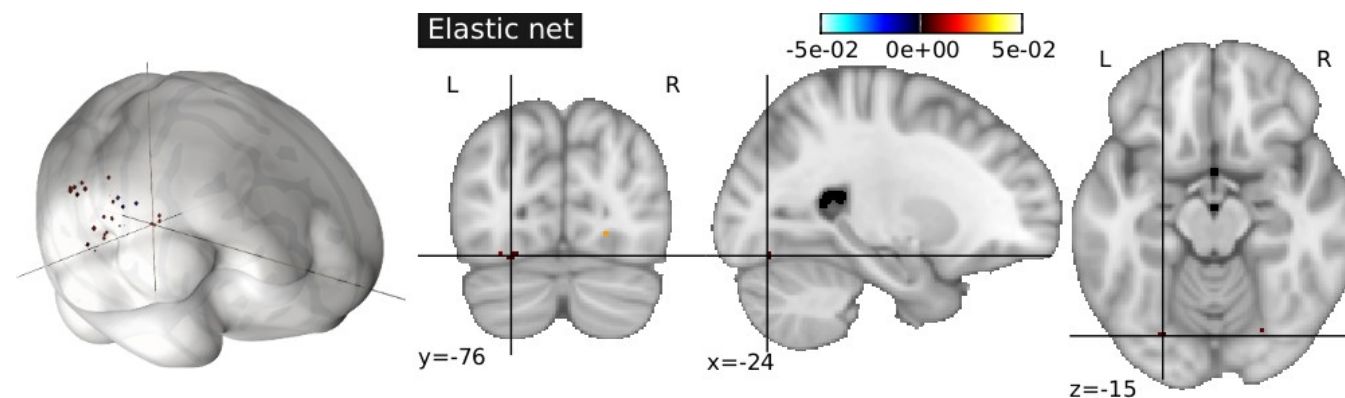 Elastic net
-5e-02 0e+00 5e-02
L R
L R
y=-76
x=-24
z=-15